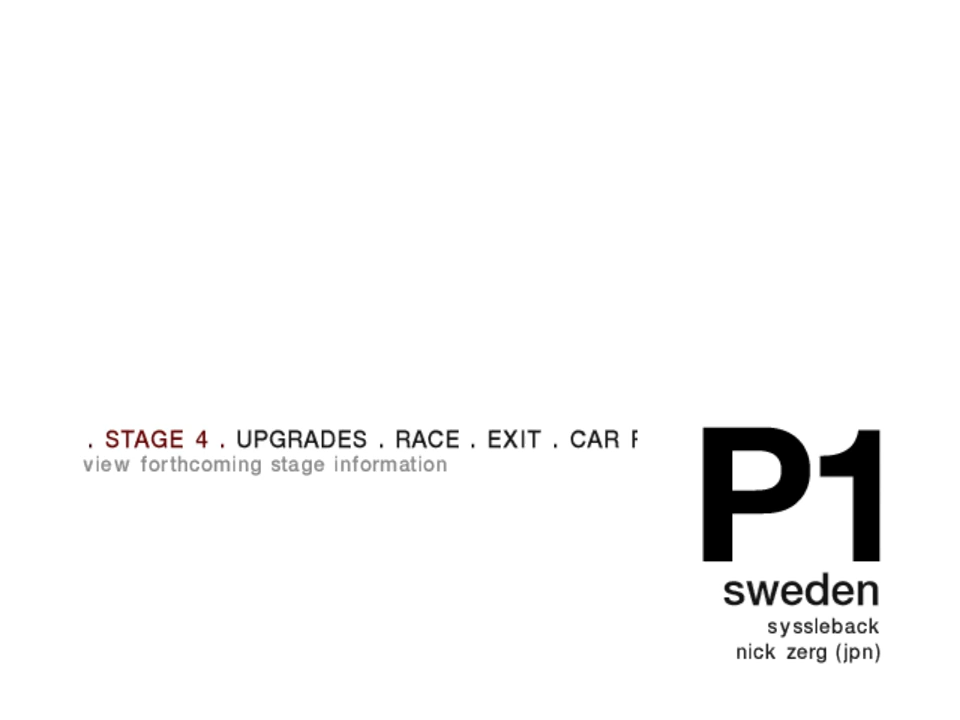 . STAGE 4 . UPGRADES . RACE . EXIT . CAR
view forthcoming stage information
P1
sweden
syssleback
nick zerg (jpn)